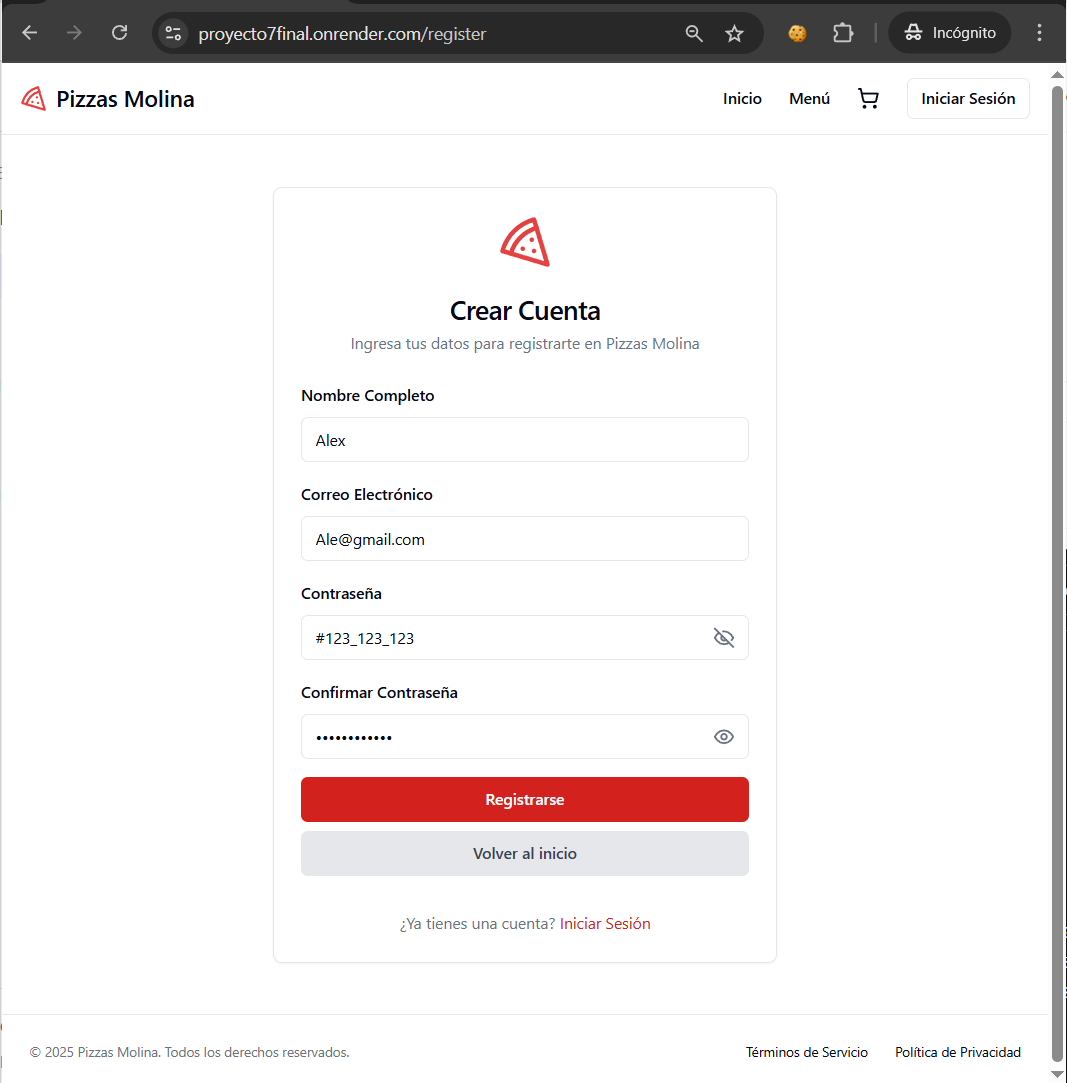 proyecto7final.onrender.com/register
Incógnito
Pizzas Molina
Inicio
Menú
Iniciar Sesión
Crear Cuenta
Ingresa tus datos para registrarte en Pizzas Molina
Nombre Completo
Alex
Correo Electrónico
Ale@gmail.com
Contraseña
#123_123_123
Confirmar Contraseña
••••••••••••
Registrarse
Volver al inicio
¿Ya tienes una cuenta? Iniciar Sesión
© 2025 Pizzas Molina. Todos los derechos reservados.
Términos de Servicio
Política de Privacidad